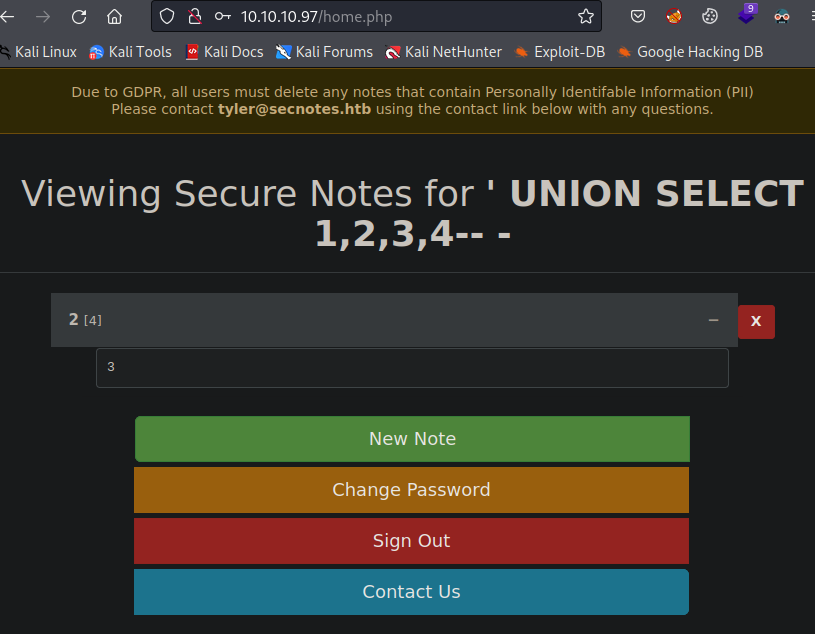 10.10.10.97/home.php
9
Kali Linux Kali Tools Kali Docs Kali Forums Kali NetHunter Exploit-DB Google Hacking DB
Due to GDPR, all users must delete any notes that contain Personally Identifable Information (PII)
Please contact tyler@secnotes.htb using the contact link below with any questions.
Viewing Secure Notes for ' UNION SELECT
1,2,3,4-- -
2 [4] −
X
3
New Note
Change Password
Sign Out
Contact Us